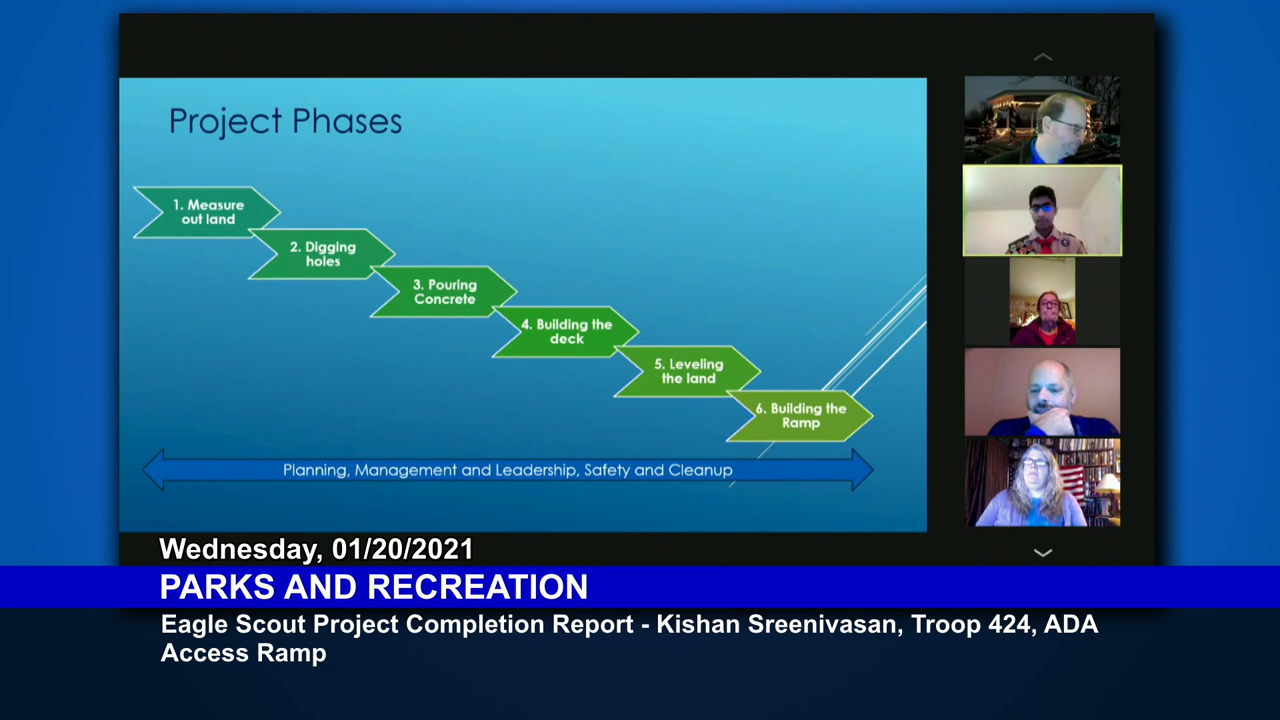 Project Phases
1. Measure
out land
2. Digging
holes
3. Pouring
Concrete
4. Building the
deck
5. Leveling
the land
6. Building the
Ramp
Planning, Management and Leadership, Safety and Cleanup
Wednesday, 01/20/2021
PARKS AND RECREATION
Eagle Scout Project Completion Report - Kishan Sreenivasan, Troop 424, ADA
Access Ramp